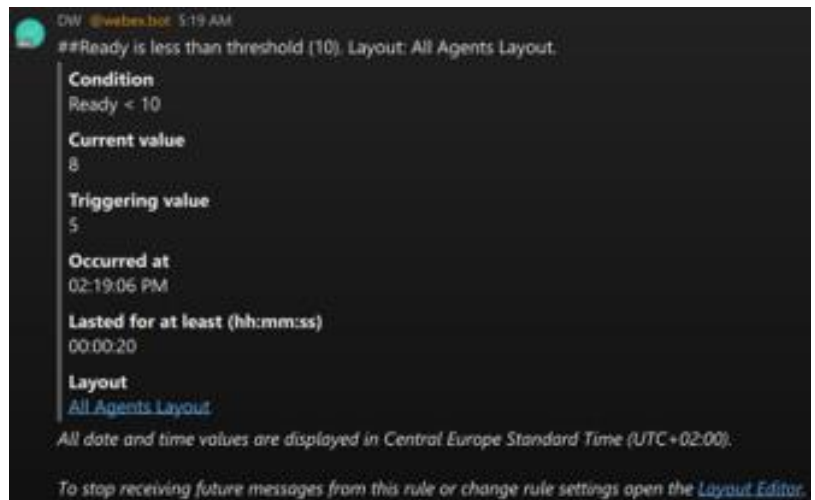 DW @webex.bot 5:19 AM
##Ready is less than threshold (10). Layout: All Agents Layout.
Condition
Ready < 10
Current value
8
Triggering value
5
Occurred at
02:19:06 PM
Lasted for at least (hh:mm:ss)
00:00:20
Layout
All Agents Layout
All date and time values are displayed in Central Europe Standard Time (UTC+02:00).
To stop receiving future messages from this rule or change rule settings open the Layout Editor.